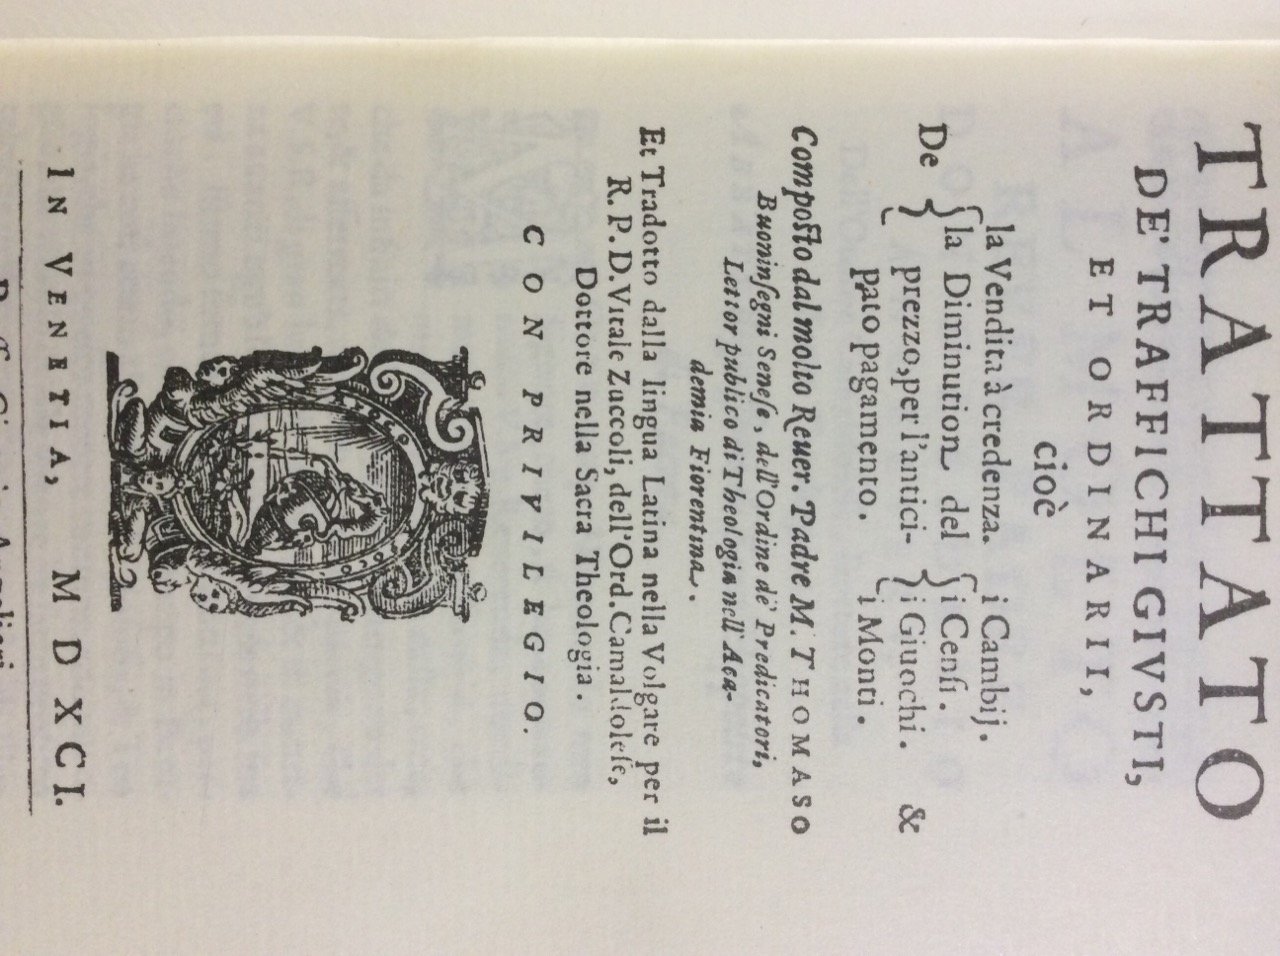 TRATTATO
DE' TRAFFICHI GIVSTI,
ET ORDINARII,
cioè
De { la Vendita à credenza. { i Cambij.
la Diminution del i Censi.
prezzo, per l'antici- i Giuochi. &
pato pagamento. i Monti.
Composto dal molto Reuer. Padre M. THOMASO
Buoninsegni Senese, dell'Ordine de' Predicatori,
Lettor publico di Theologia nell' Aca-
demia Fiorentina.
Et Tradotto dalla lingua Latina nella Volgare per il
R. P. D. Vitale Zuccoli, dell'Ord. Camaldolese,
Dottore nella Sacra Theologia.
CON PRIVILEGIO.
IN VENETIA, MDXCI.